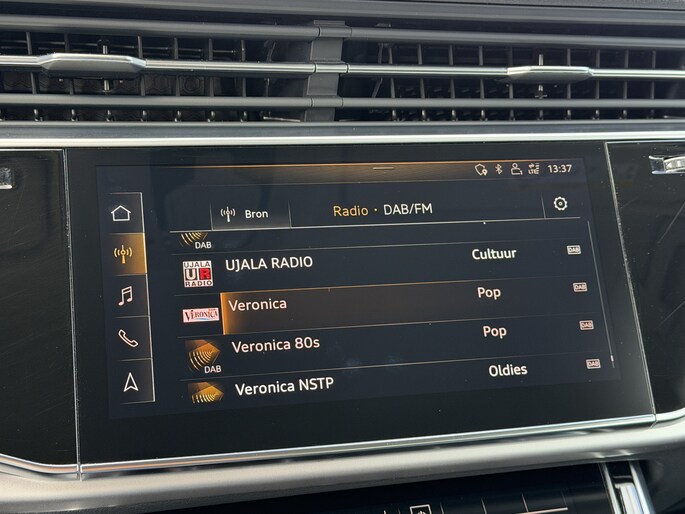 LTE 13:37
Bron Radio • DAB/FM
DAB
UJALA UR RADIO UJALA RADIO Cultuur DAB
VERONICA Veronica Pop DAB
DAB Veronica 80s Pop DAB
Veronica NSTP Oldies DAB